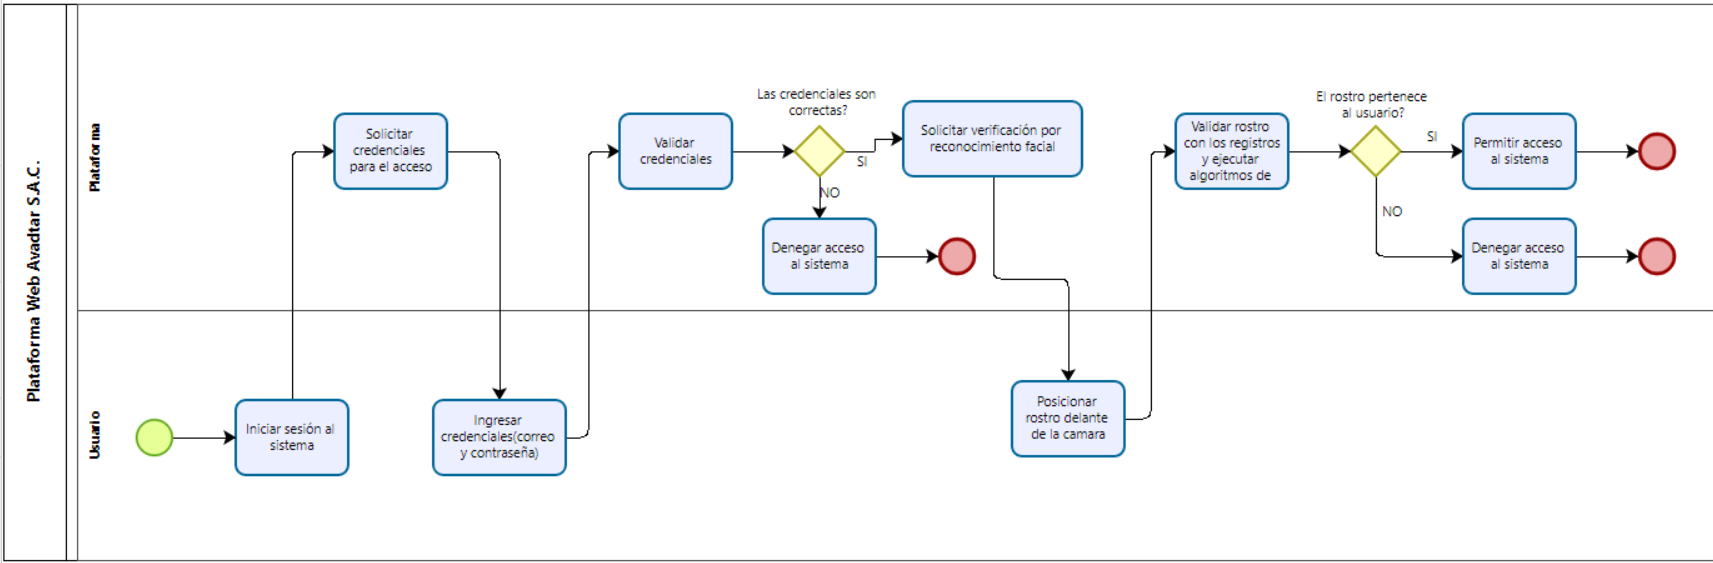 Plataforma Web Avadtar S.A.C.
Plataforma
Solicitar
credenciales
para el acceso
Validar
credenciales
Las credenciales son
correctas?
SI
NO
Denegar acceso
al sistema
Solicitar verificación por
reconocimiento facial
Validar rostro
con los registros
y ejecutar
algoritmos de
El rostro pertenece
al usuario?
SI
NO
Permitir acceso
al sistema
Denegar acceso
al sistema
Usuario
Iniciar sesión al
sistema
Ingresar
credenciales(correo
y contraseña)
Posicionar
rostro delante
de la camara